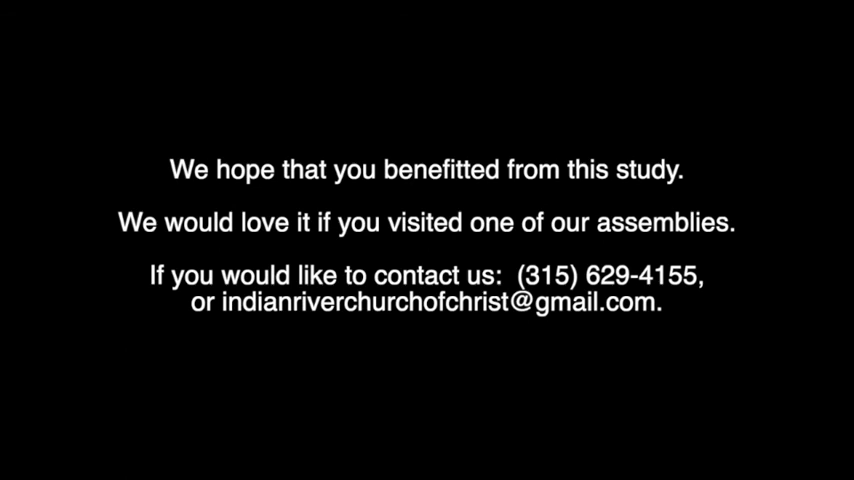 We hope that you benefitted from this study.
We would love it if you visited one of our assemblies.
If you would like to contact us:  (315) 629-4155,
or indianriverchurchofchrist@gmail.com.